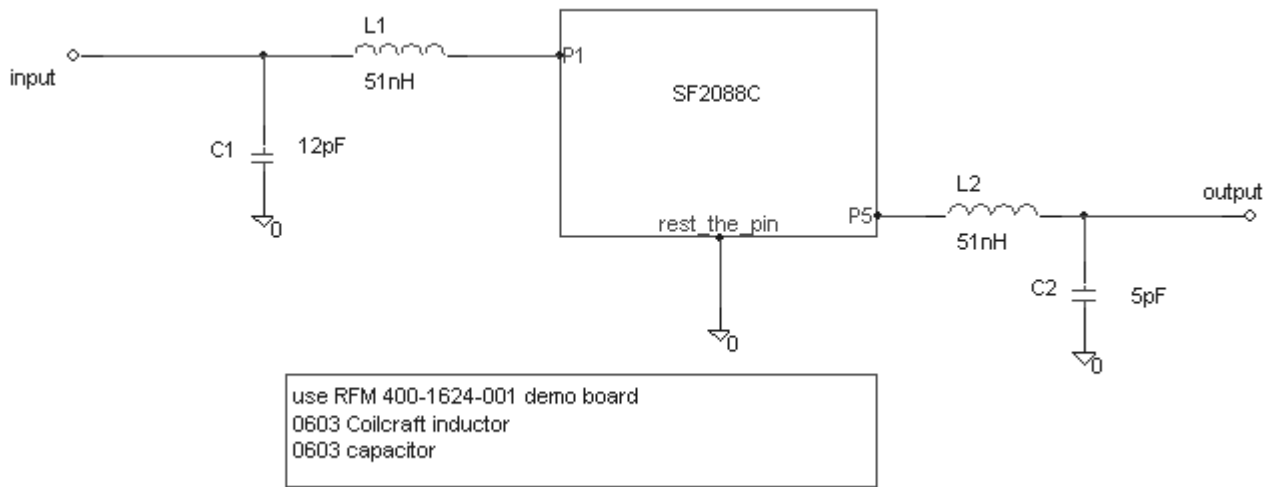 L1
input
P1
51nH
SF2088C
C1
12pF
0
L2
output
P5
rest_the_pin
51nH
C2
5pF
0
0
use RFM 400-1624-001 demo board
0603 Coilcraft inductor
0603 capacitor